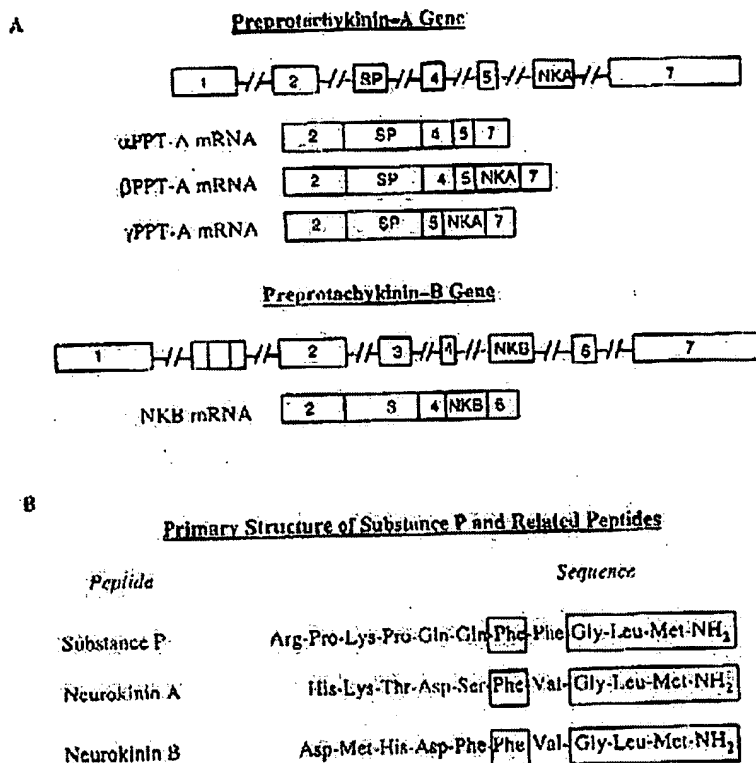 A
Preprotachykinin-A Gene
1 2 SP 4 5 NKA 7
αPPT-A mRNA 2 SP 4 5 7
βPPT-A mRNA 2 SP 4 5 NKA 7
γPPT-A mRNA 2 SP 5 NKA 7
Preprotachykinin-B Gene
1 2 3 4 NKB 6 7
NKB mRNA 2 3 4 NKB 6
B
Primary Structure of Substance P and Related Peptides
Peptide Sequence
Substance P Arg-Pro-Lys-Pro-Gln-Gln-Phe-Phe-Gly-Leu-Met-NH2
Neurokinin A His-Lys-Thr-Asp-Ser-Phe-Val-Gly-Leu-Met-NH2
Neurokinin B Asp-Met-His-Asp-Phe-Phe-Val-Gly-Leu-Met-NH2